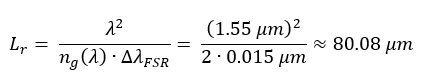 L_r = λ² / (n_g(λ) · Δλ_FSR) = (1.55 μm)² / (2 · 0.015 μm) ≈ 80.08 μm